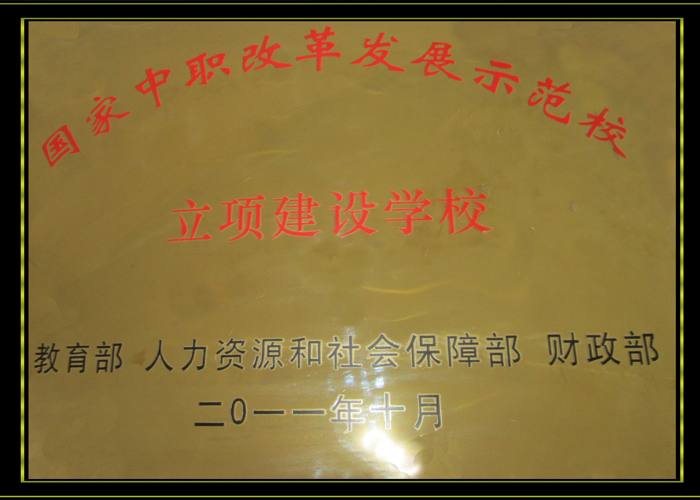 国家中职改革发展示范校
立项建设学校
教育部 人力资源和社会保障部 财政部
二0一一年十月